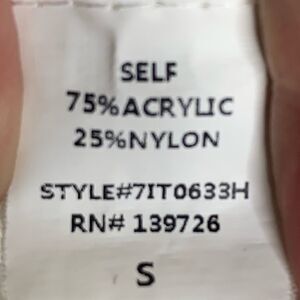 SELF
75%ACRYLIC
25%NYLON
STYLE#7IT0633H
RN# 139726
S